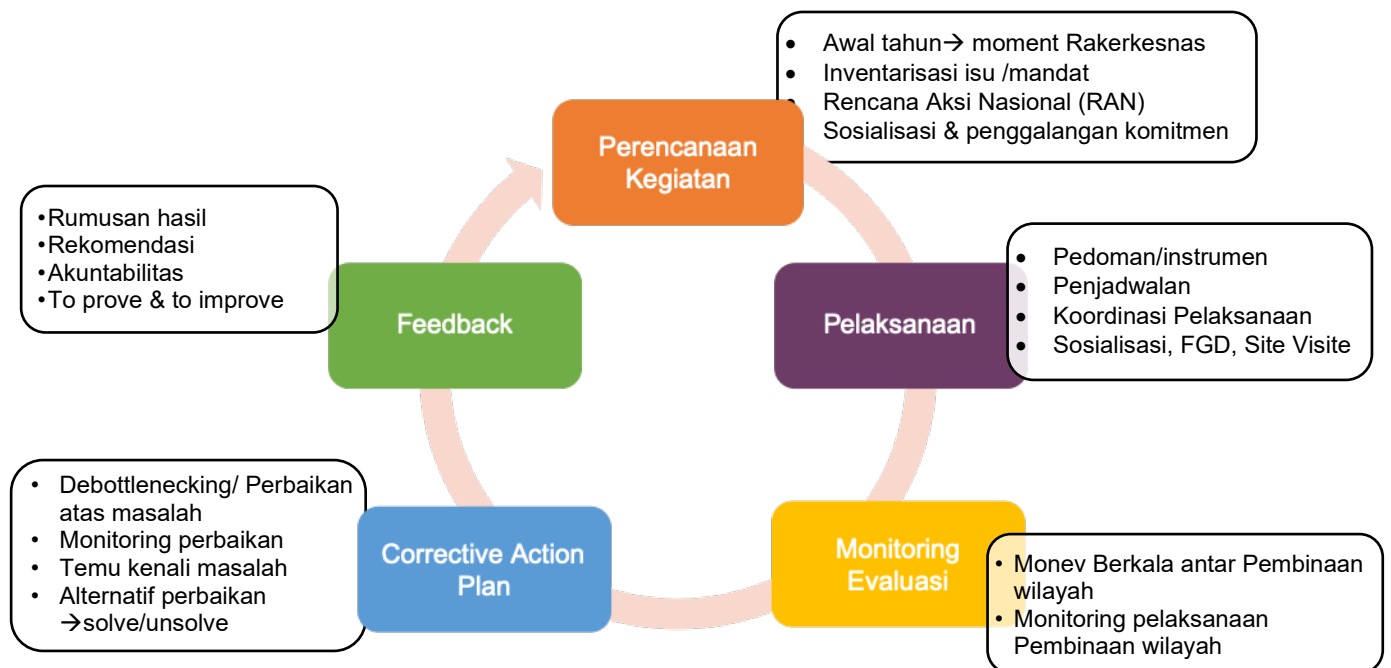 • Awal tahun→ moment Rakerkesnas
• Inventarisasi isu /mandat
• Rencana Aksi Nasional (RAN)
Sosialisasi & penggalangan komitmen
Perencanaan
Kegiatan
• Pedoman/instrumen
• Penjadwalan
• Koordinasi Pelaksanaan
• Sosialisasi, FGD, Site Visite
Pelaksanaan
Monitoring
Evaluasi
• Monev Berkala antar Pembinaan
wilayah
• Monitoring pelaksanaan
Pembinaan wilayah
• Debottlenecking/ Perbaikan
atas masalah
• Monitoring perbaikan
• Temu kenali masalah
• Alternatif perbaikan
→solve/unsolve
Corrective Action
Plan
•Rumusan hasil
•Rekomendasi
•Akuntabilitas
•To prove & to improve
Feedback